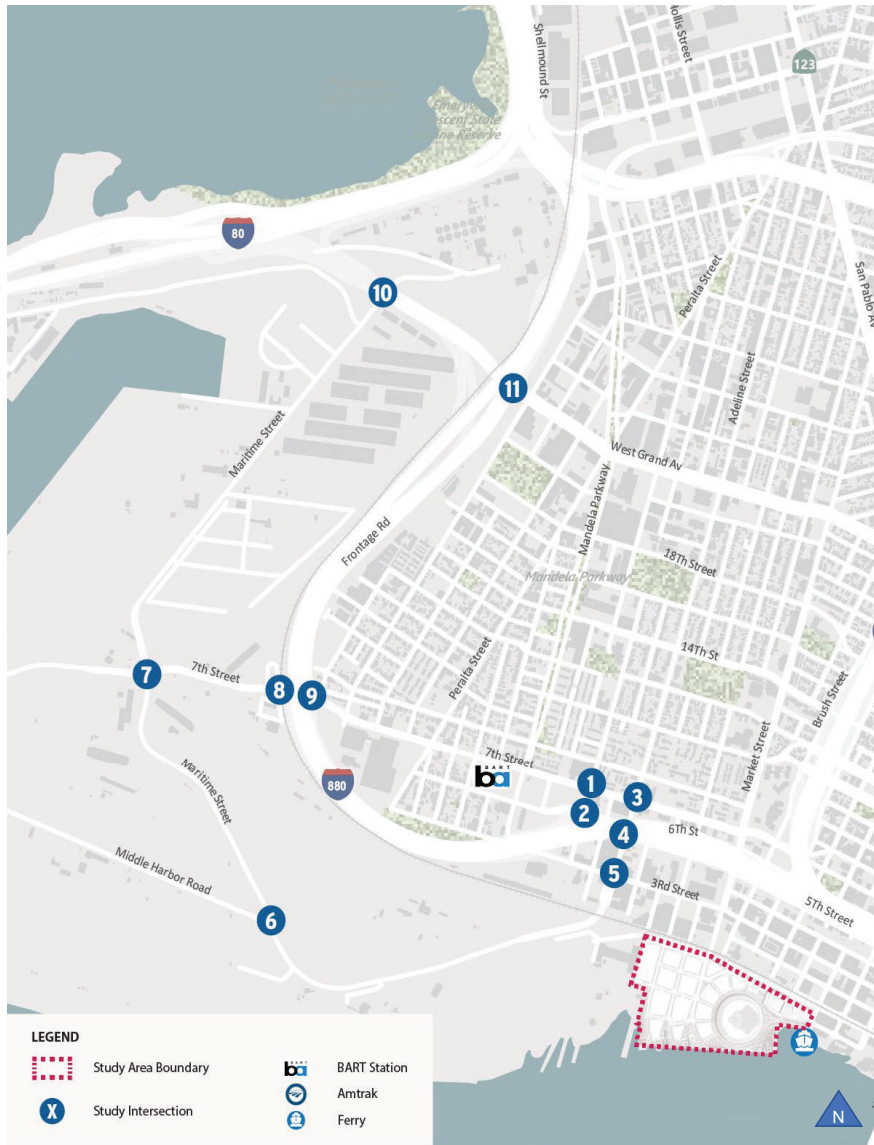 Shellmound St
Hollis Street
123
Emeryville
Crescent State
Marine Reserve
80
10
Peralta Street
San Pablo Av
11
Adeline Street
Maritime Street
West Grand Av
Mandela Parkway
Frontage Rd
18Th Street
Mandela Parkway
14Th St
7th Street
7
8
9
Peralta Street
Brush Street
Market Street
7Th Street
BART
ba
1
880
2
3
Maritime Street
4
6Th St
Middle Harbor Road
5
3Rd Street
5Th Street
6
LEGEND
Study Area Boundary
X
Study Intersection
BART
ba
BART Station
Amtrak
Ferry
N